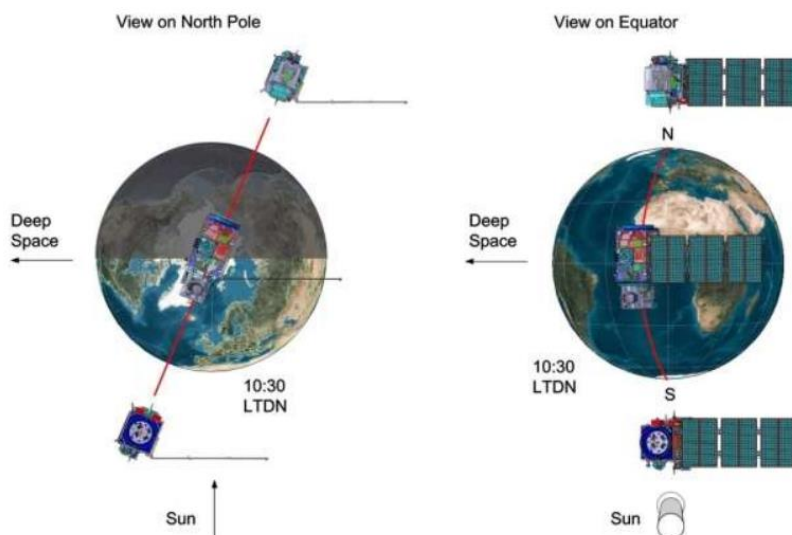 View on North Pole
View on Equator
N
Deep
Space
Deep
Space
10:30
LTDN
10:30
LTDN
S
Sun
Sun